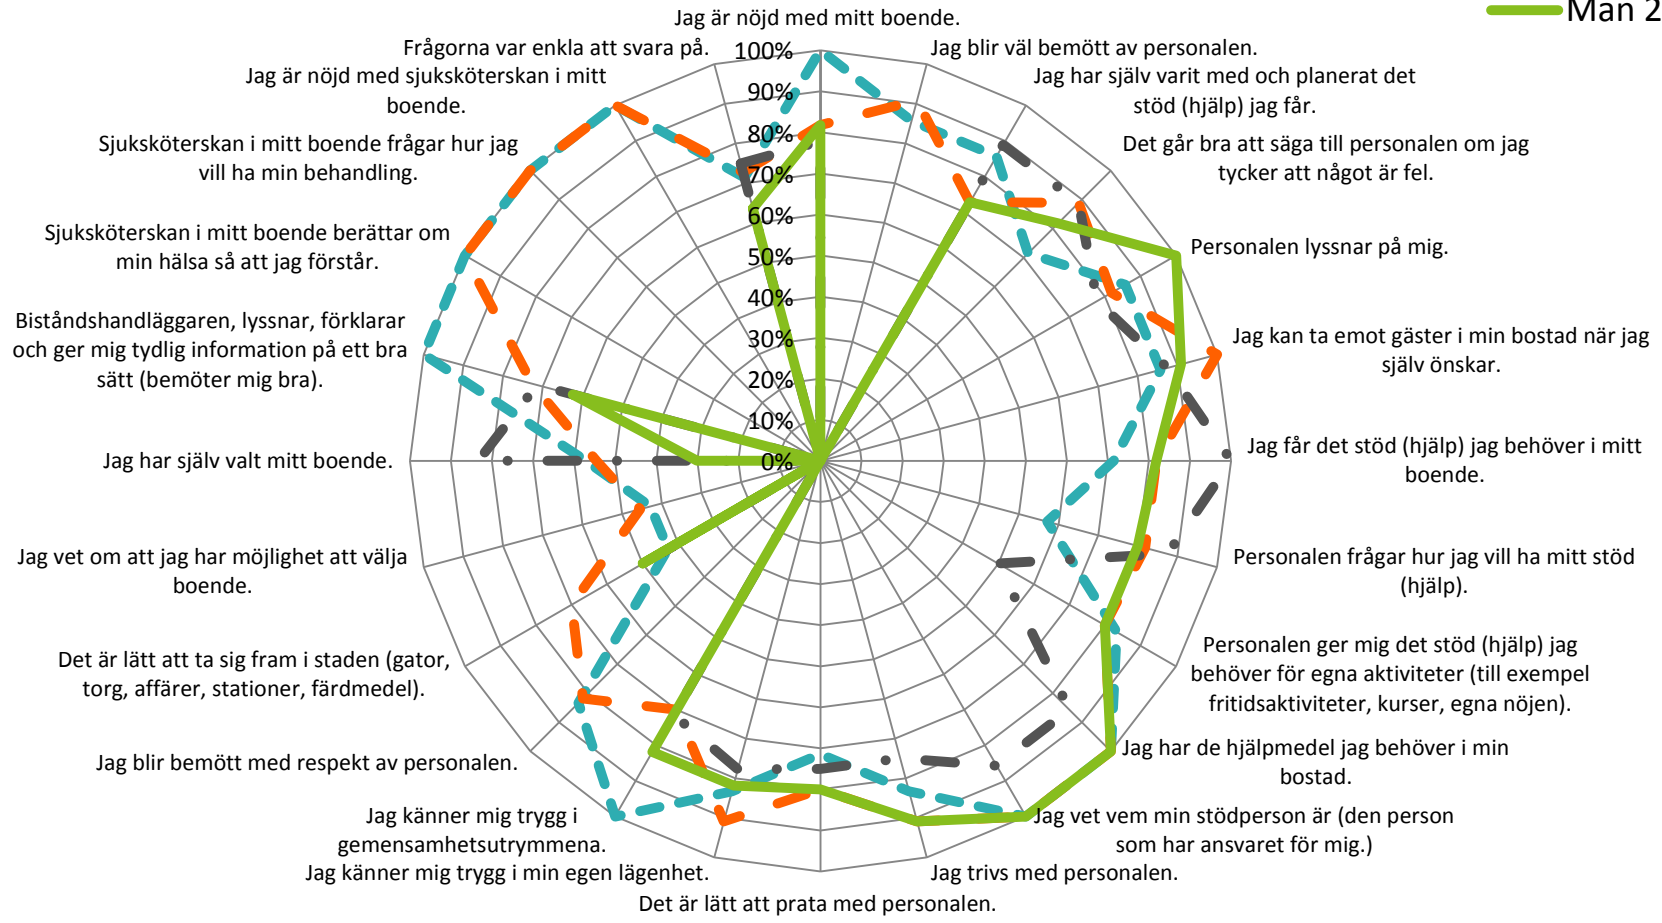 Jag är nöjd med mitt boende.
Man 2
Jag blir väl bemött av personalen.
Jag har själv varit med och planerat det
stöd (hjälp) jag får.
Det går bra att säga till personalen om jag
tycker att något är fel.
Personalen lyssnar på mig.
Jag kan ta emot gäster i min bostad när jag
själv önskar.
Jag får det stöd (hjälp) jag behöver i mitt
boende.
Personalen frågar hur jag vill ha mitt stöd
(hjälp).
Personalen ger mig det stöd (hjälp) jag
behöver för egna aktiviteter (till exempel
fritidsaktiviteter, kurser, egna nöjen).
Jag har de hjälpmedel jag behöver i min
bostad.
Jag vet vem min stödperson är (den person
som har ansvaret för mig.)
Jag trivs med personalen.
Det är lätt att prata med personalen.
Jag känner mig trygg i min egen lägenhet.
Jag känner mig trygg i
gemensamhetsutrymmena.
Jag blir bemött med respekt av personalen.
Det är lätt att ta sig fram i staden (gator,
torg, affärer, stationer, färdmedel).
Jag vet om att jag har möjlighet att välja
boende.
Jag har själv valt mitt boende.
Biståndshandläggaren, lyssnar, förklarar
och ger mig tydlig information på ett bra
sätt (bemöter mig bra).
Sjuksköterskan i mitt boende berättar om
min hälsa så att jag förstår.
Sjuksköterskan i mitt boende frågar hur jag
vill ha min behandling.
Jag är nöjd med sjuksköterskan i mitt
boende.
Frågorna var enkla att svara på.
100%
90%
80%
70%
60%
50%
40%
30%
20%
10%
0%